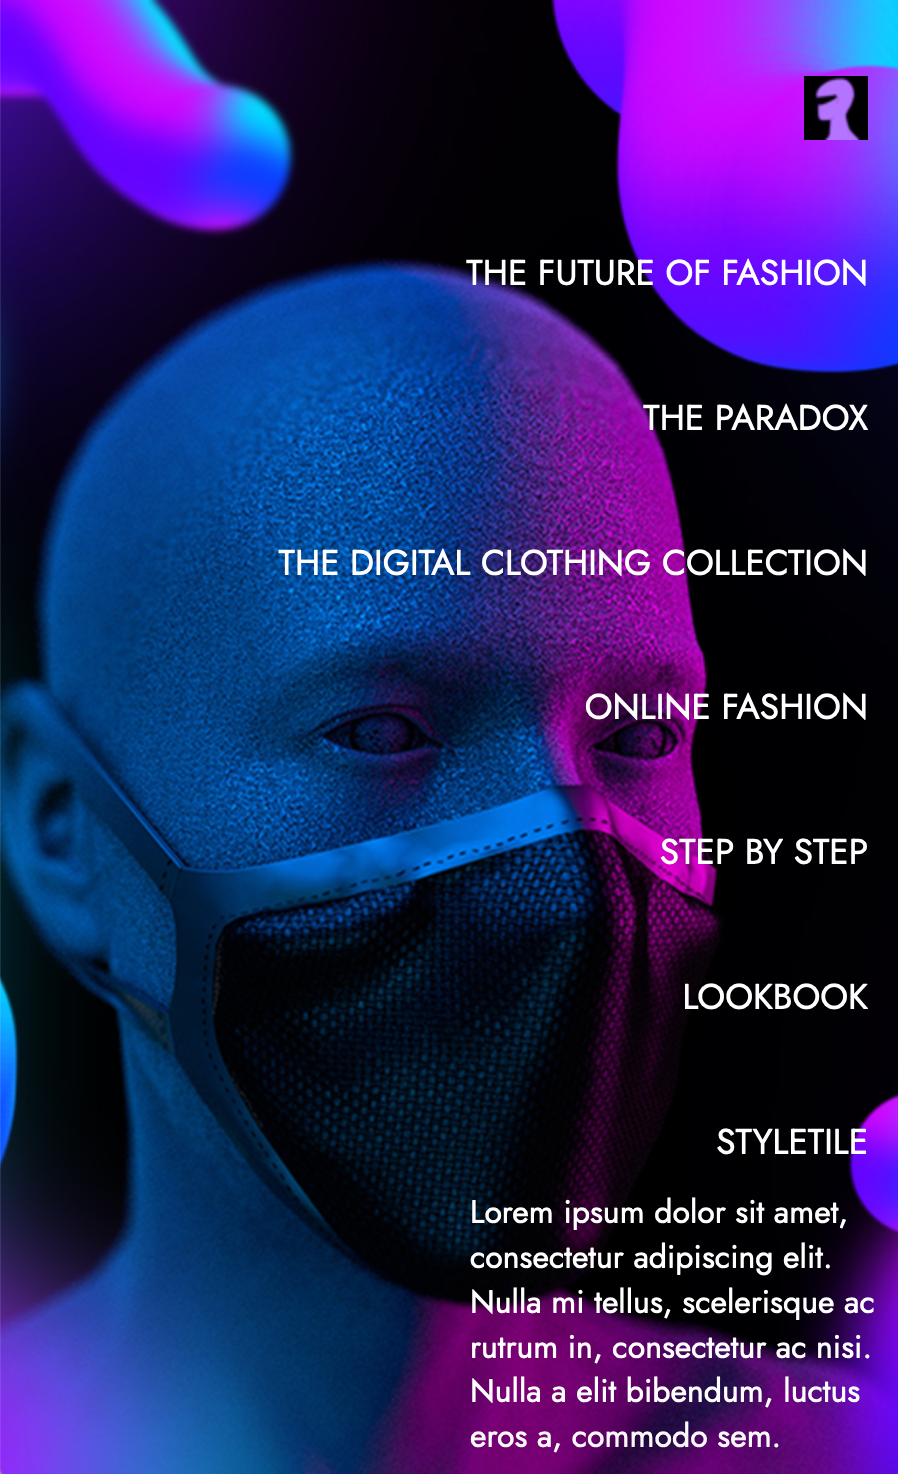 THE FUTURE OF FASHION
THE PARADOX
THE DIGITAL CLOTHING COLLECTION
ONLINE FASHION
STEP BY STEP
LOOKBOOK
STYLETILE
Lorem ipsum dolor sit amet,
consectetur adipiscing elit.
Nulla mi tellus, scelerisque ac
rutrum in, consectetur ac nisi.
Nulla a elit bibendum, luctus
eros a, commodo sem.